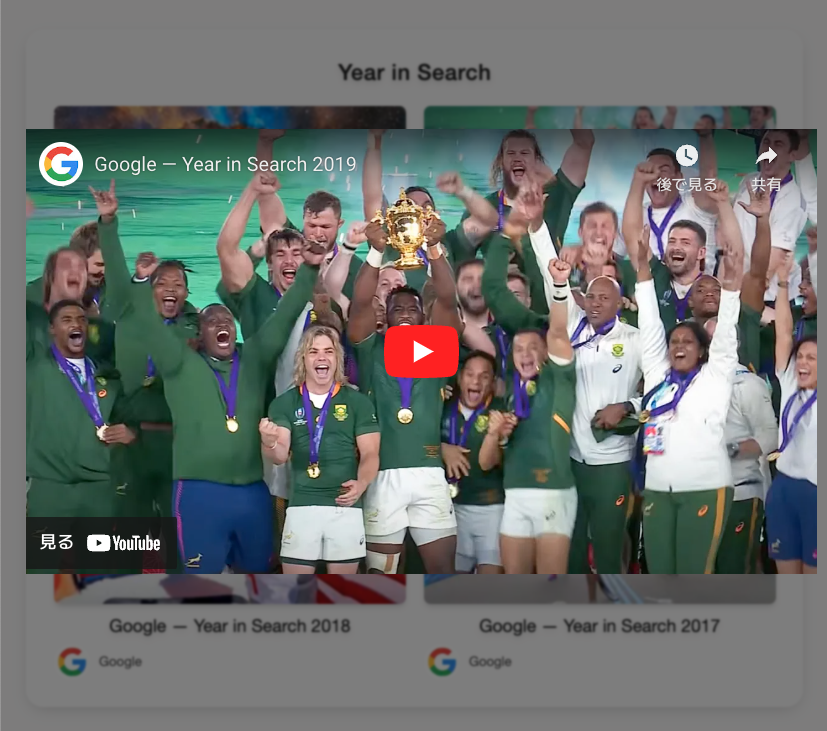 Year in Search
Google — Year in Search 2019
後で見る
共有
見る
YouTube
Google — Year in Search 2018
Google — Year in Search 2017
Google
Google